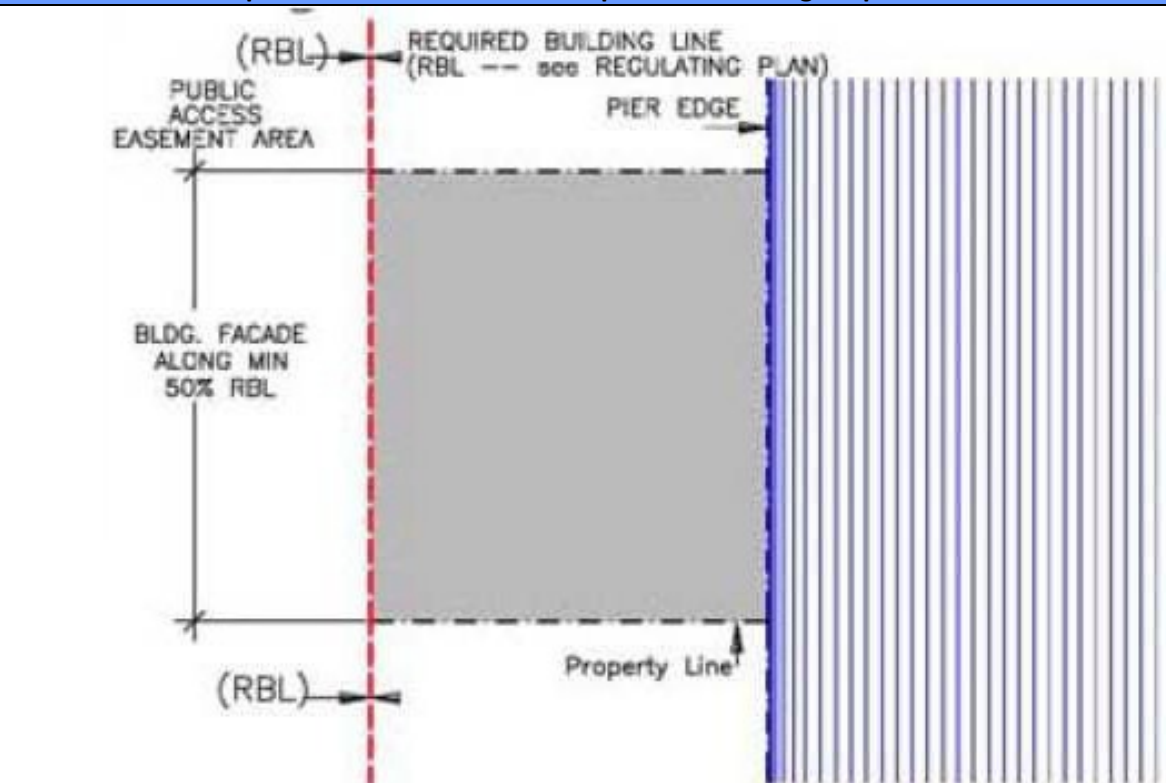 (RBL)
REQUIRED BUILDING LINE
(RBL -- see REGULATING PLAN)
PUBLIC
ACCESS
EASEMENT AREA
PIER EDGE
BLDG. FACADE
ALONG MIN
50% RBL
Property Line
(RBL)